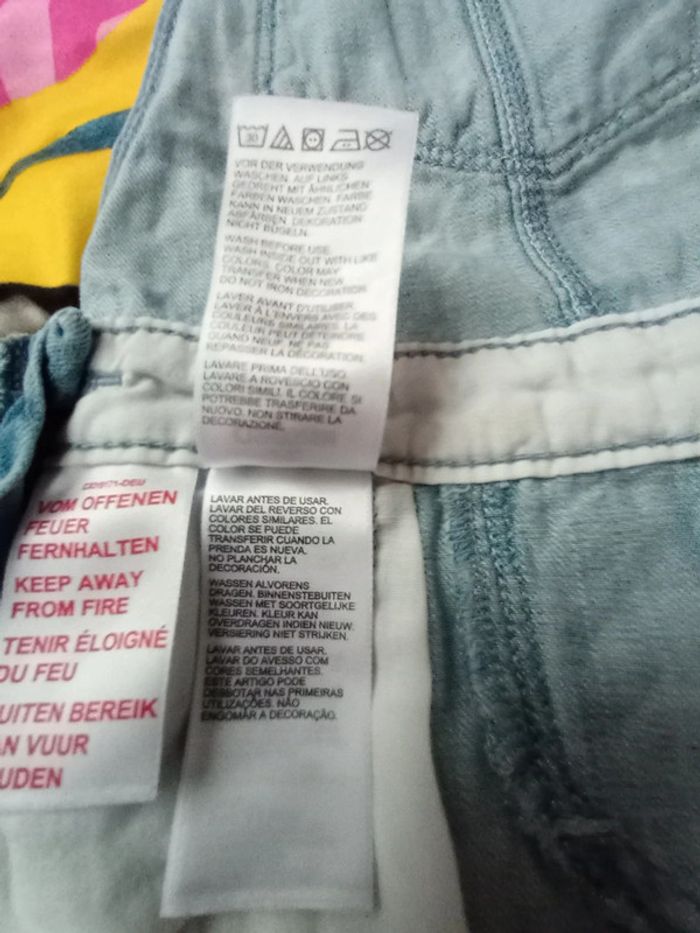 30
VOR DER VERWENDUNG
WASCHEN. AUF LINKS
GEDREHT MIT ÄHNLICHEN
FARBEN WASCHEN. FARBE
KANN IN NEUEM ZUSTAND
ABFÄRBEN. DEKORATION
NICHT BÜGELN.
WASH BEFORE USE.
WASH INSIDE OUT WITH LIKE
COLORS. COLOR MAY
TRANSFER WHEN NEW.
DO NOT IRON DECORATION.
LAVER AVANT D'UTILISER.
LAVER À L'ENVERS AVEC DES
COULEURS SIMILAIRES. LA
COULEUR PEUT DÉTEINDRE
QUAND NEUF. NE PAS
REPASSER LA DÉCORATION.
LAVARE PRIMA DELL'USO.
LAVARE A ROVESCIO CON
COLORI SIMILI. IL COLORE SI
POTREBBE TRASFERIRE DA
NUOVO. NON STIRARE LA
DECORAZIONE.
LAVAR ANTES DE USAR.
LAVAR DEL REVERSO CON
COLORES SIMILARES. EL
COLOR SE PUEDE
TRANSFERIR CUANDO LA
PRENDA ES NUEVA.
NO PLANCHAR LA
DECORACIÓN.
WASSEN ALVORENS
DRAGEN. BINNENSTEBUITEN
WASSEN MET SOORTGELIJKE
KLEUREN. KLEUR KAN
OVERDRAGEN INDIEN NIEUW.
VERSIERING NIET STRIJKEN.
LAVAR ANTES DE USAR.
LAVAR DO AVESSO COM
CORES SEMELHANTES.
ESTE ARTIGO PODE
DESBOTAR NAS PRIMEIRAS
UTILIZAÇÕES. NÃO
ENGOMAR A DECORAÇÃO.
VOM OFFENEN
FEUER
FERNHALTEN
KEEP AWAY
FROM FIRE
TENIR ÉLOIGNÉ
DU FEU
UITEN BEREIK
AN VUUR
UDEN